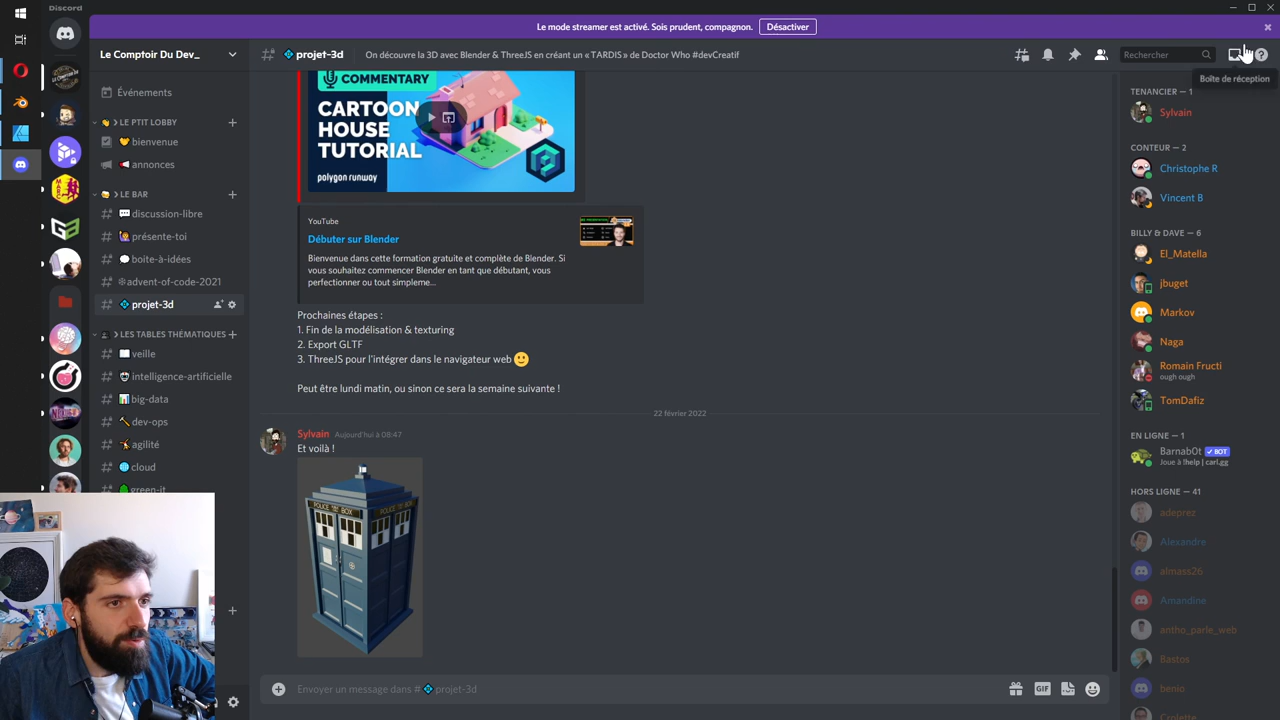 Discord
Le mode streamer est activé. Sois prudent, compagnon.
Désactiver
Le Comptoir Du Dev_
projet-3d
On découvre la 3D avec Blender & ThreeJS en créant un « TARDIS » de Doctor Who #devCreatif
Rechercher
Boîte de réception
Événements
LE PTIT LOBBY
bienvenue
annonces
LE BAR
discussion-libre
présente-toi
boite-à-idées
advent-of-code-2021
projet-3d
LES TABLES THÉMATIQUES
veille
intelligence-artificielle
big-data
dev-ops
agilité
cloud
green-it
COMMENTARY
CARTOON
HOUSE
TUTORIAL
polygon runway
YouTube
Débuter sur Blender
Bienvenue dans cette formation gratuite et complète de Blender. Si
vous souhaitez commencer Blender en tant que débutant, vous
perfectionner ou tout simpleme...
Prochaines étapes :
1. Fin de la modélisation & texturing
2. Export GLTF
3. ThreeJS pour l'intégrer dans le navigateur web
Peut être lundi matin, ou sinon ce sera la semaine suivante !
22 février 2022
Sylvain Aujourd'hui à 08:47
Et voilà !
POLICE BOX
POLICE BOX
Envoyer un message dans # projet-3d
GIF
TENANCIER — 1
Sylvain
CONTEUR — 2
Christophe R
Vincent B
BILLY & DAVE — 6
El_Matella
jbuget
Markov
Naga
Romain Fructi
ough ough
TomDafiz
EN LIGNE — 1
Barnab0t BOT
Joue à !help | carl.gg
HORS LIGNE — 41
adeprez
Alexandre
almass26
Amandine
antho_parle_web
Bastos
benio
Crolette